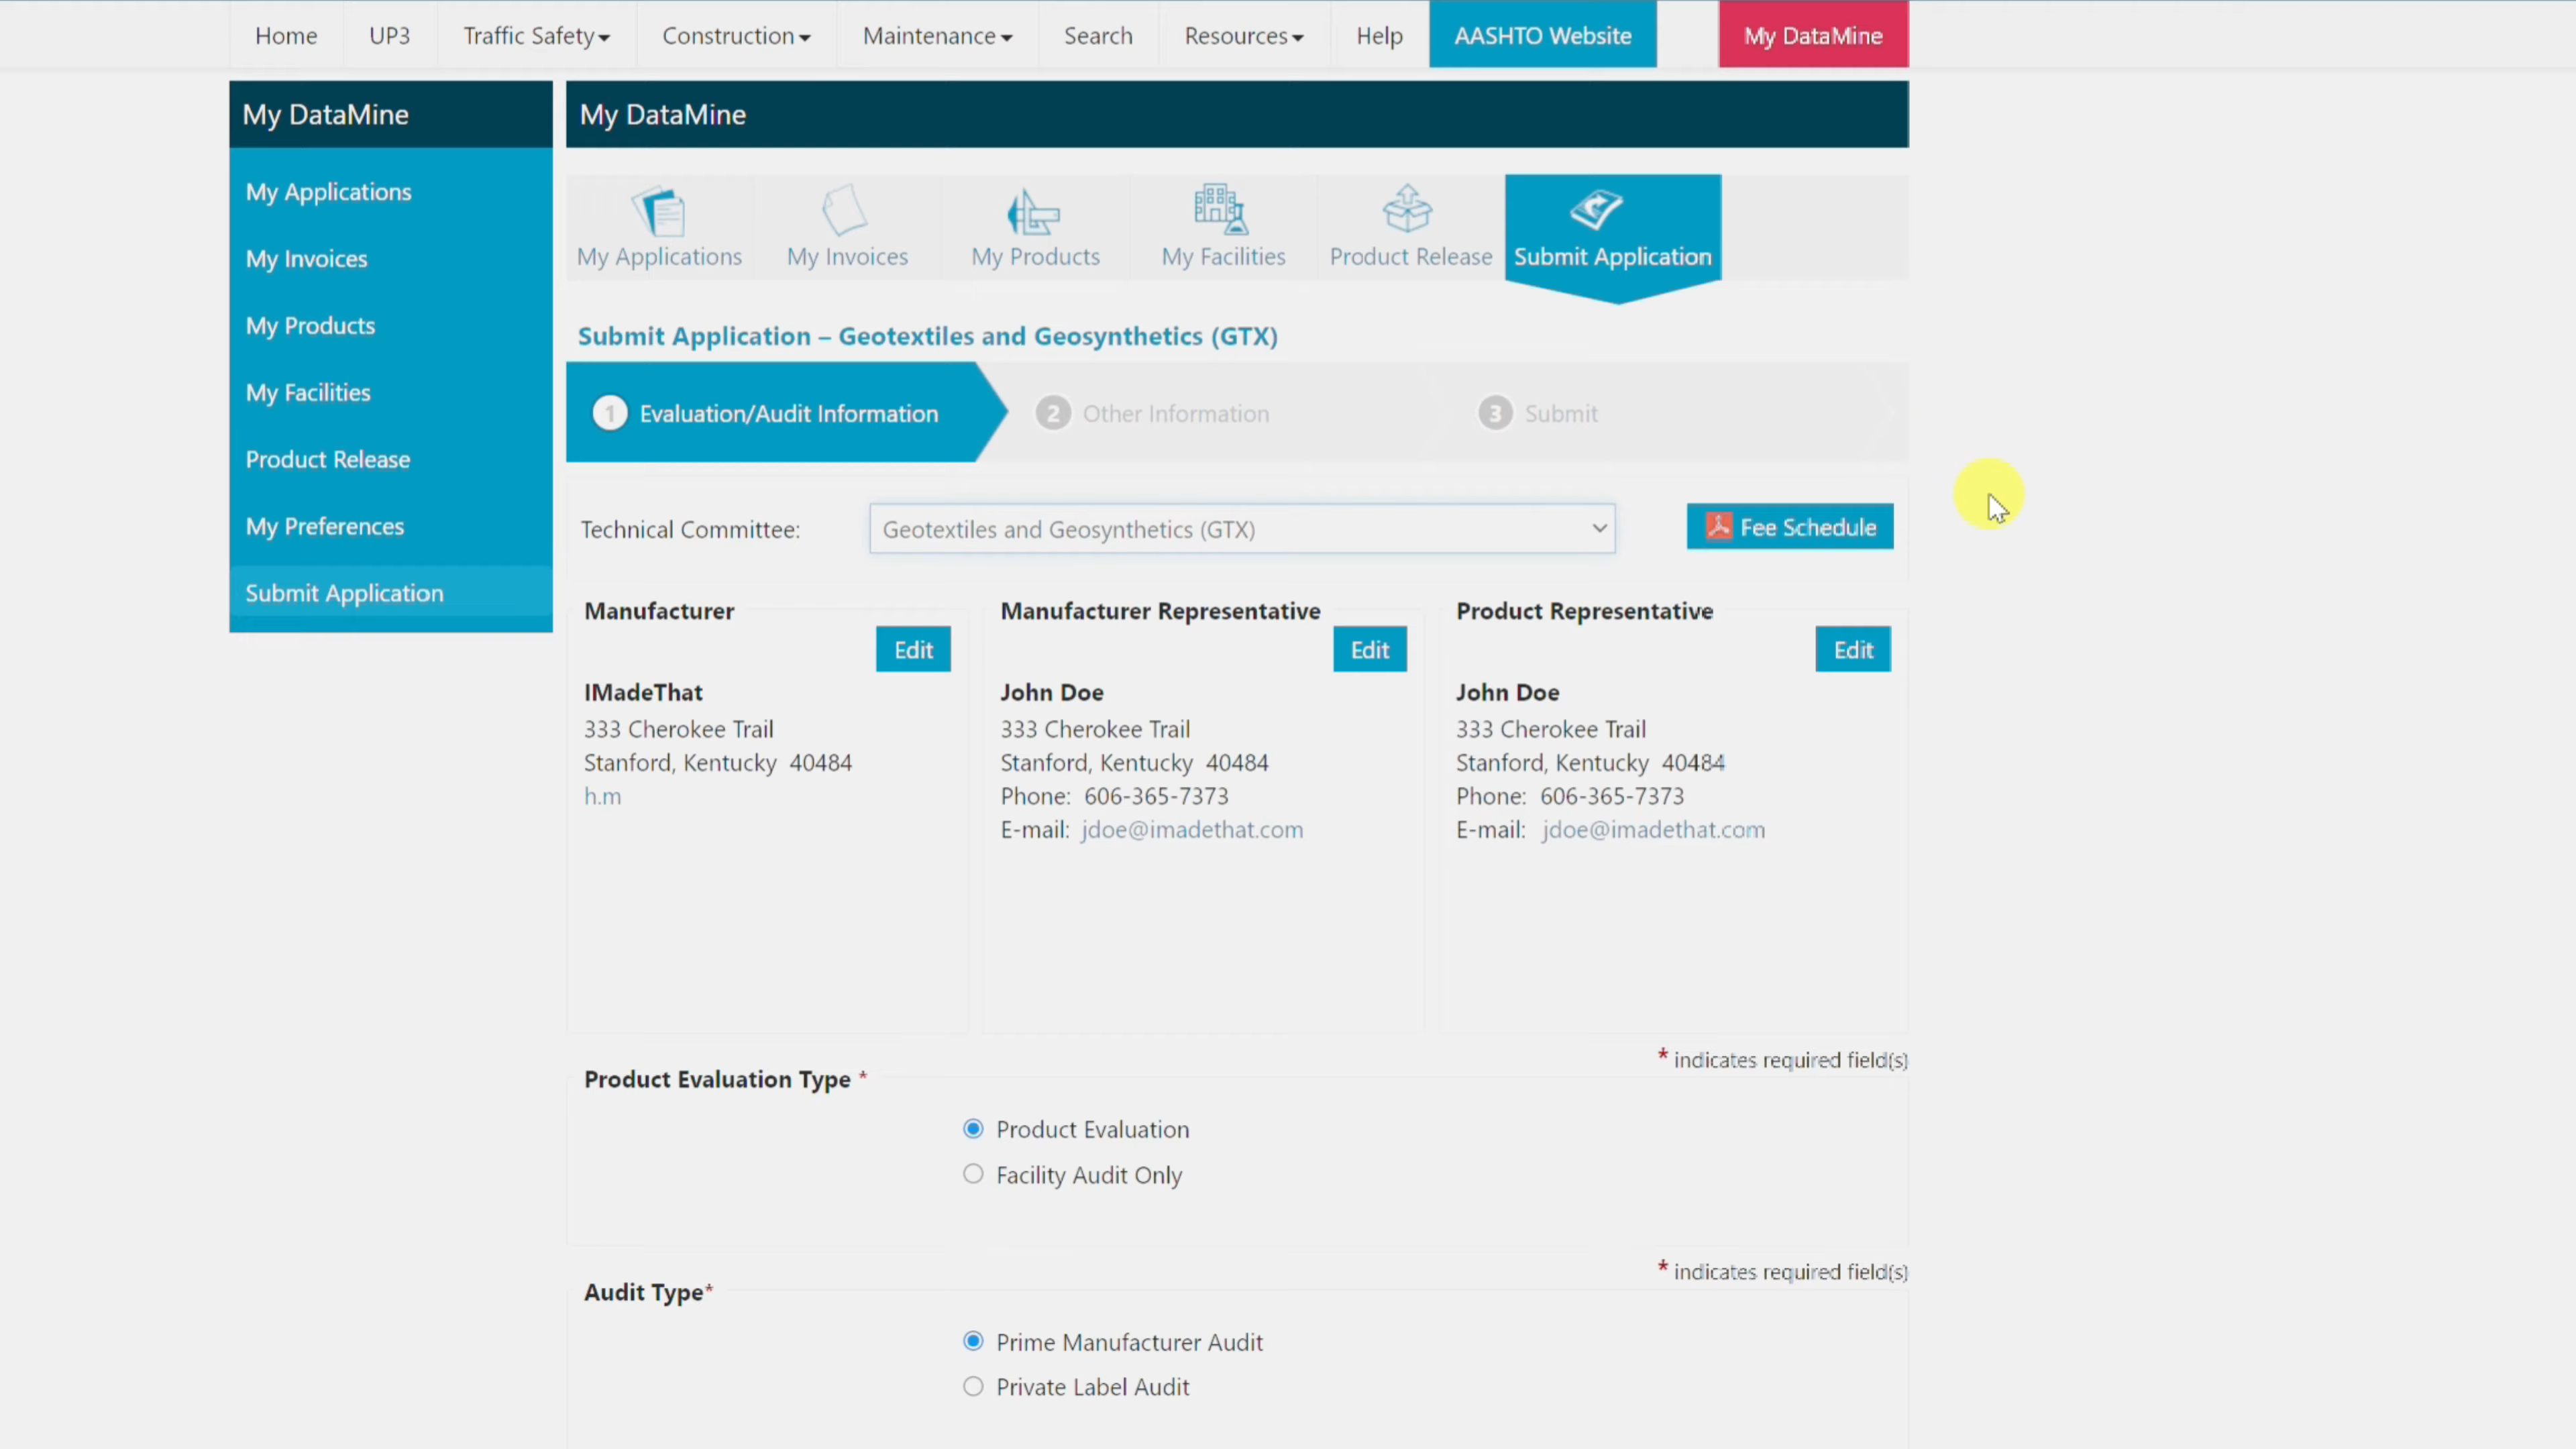 Home UP3 Traffic Safety Construction Maintenance Search Resources Help AASHTO Website My DataMine
My DataMine
My Applications
My Invoices
My Products
My Facilities
Product Release
My Preferences
Submit Application
My DataMine
My Applications My Invoices My Products My Facilities Product Release Submit Application
Submit Application – Geotextiles and Geosynthetics (GTX)
1 Evaluation/Audit Information 2 Other Information 3 Submit
Technical Committee: Geotextiles and Geosynthetics (GTX) Fee Schedule
Manufacturer
Edit
IMadeThat
333 Cherokee Trail
Stanford, Kentucky 40484
h.m
Manufacturer Representative
Edit
John Doe
333 Cherokee Trail
Stanford, Kentucky 40484
Phone: 606-365-7373
E-mail: jdoe@imadethat.com
Product Representative
Edit
John Doe
333 Cherokee Trail
Stanford, Kentucky 40484
Phone: 606-365-7373
E-mail: jdoe@imadethat.com
* indicates required field(s)
Product Evaluation Type *
Product Evaluation
Facility Audit Only
* indicates required field(s)
Audit Type*
Prime Manufacturer Audit
Private Label Audit